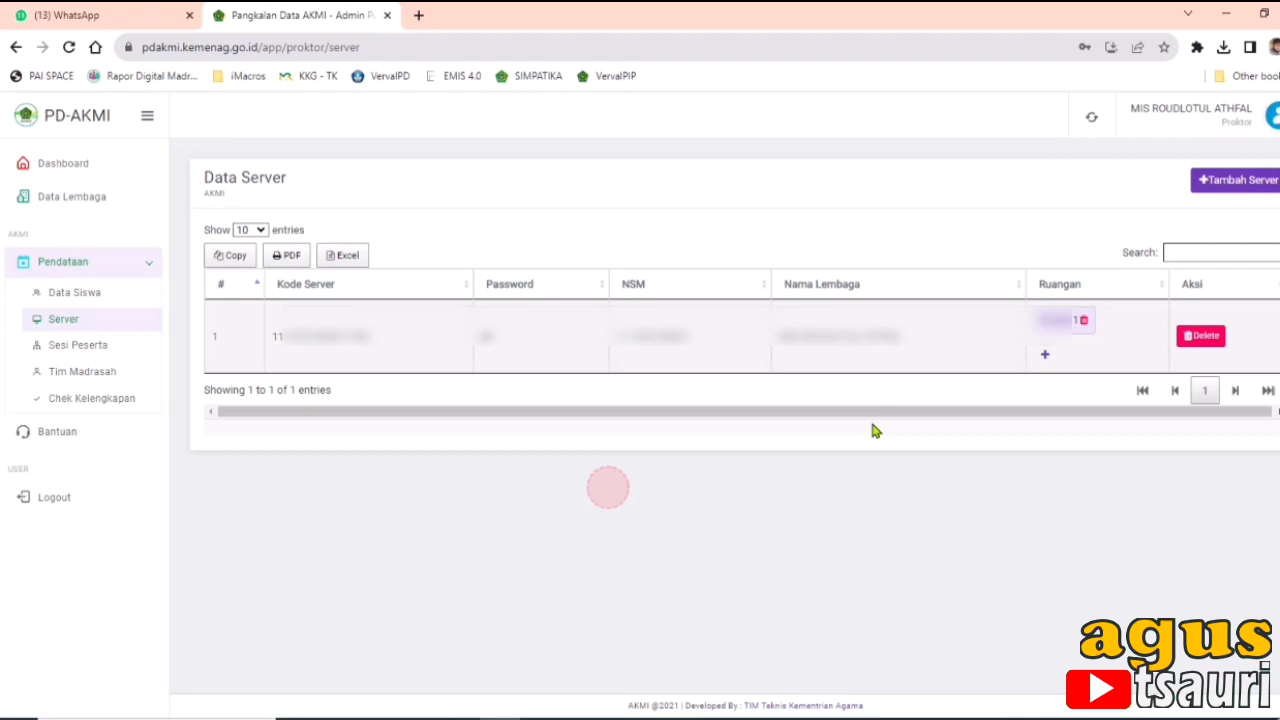 (13) WhatsApp
Pangkalan Data AKMI - Admin P
pdakmi.kemenag.go.id/app/proktor/server
PAI SPACE
Rapor Digital Madr...
iMacros
KKG - TK
VervalPD
EMIS 4.0
SIMPATIKA
VervalPIP
Other book
PD-AKMI
MIS ROUDLOTUL ATHFAL
Proktor
Dashboard
Data Lembaga
AKMI
Pendataan
Data Siswa
Server
Sesi Peserta
Tim Madrasah
Chek Kelengkapan
Bantuan
USER
Logout
Data Server
AKMI
+Tambah Server
Show 10 entries
Copy
PDF
Excel
Search:
# Kode Server Password NSM Nama Lembaga Ruangan Aksi
1 11 1 Delete
+
Showing 1 to 1 of 1 entries
1
AKMI @2021 | Developed By : TIM Teknis Kementrian Agama
agus
tsauri